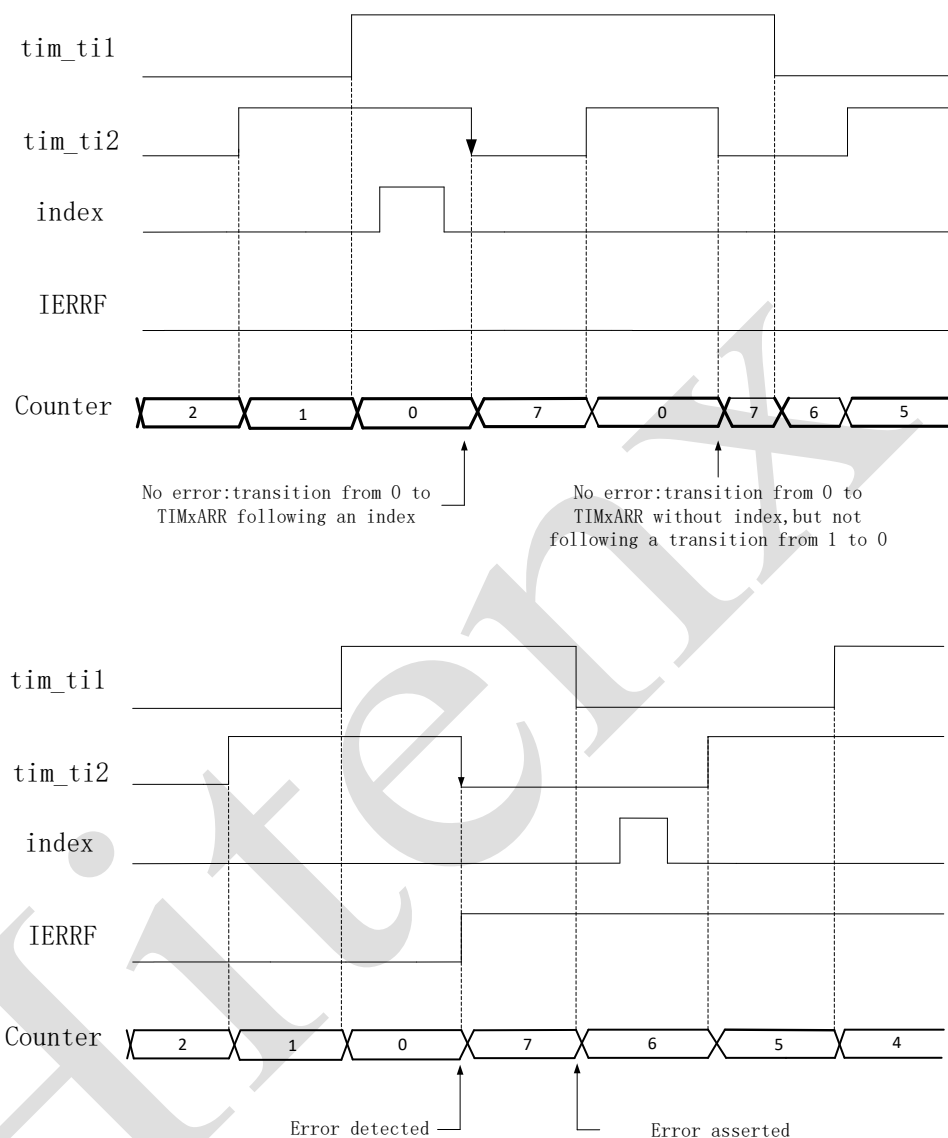 tim_ti1
tim_ti2
index
IERRF
Counter 2 1 0 7 0 7 6 5
No error:transition from 0 to
TIMxARR following an index
No error:transition from 0 to
TIMxARR without index,but not
following a transition from 1 to 0
tim_ti1
tim_ti2
index
IERRF
Counter 2 1 0 7 6 5 4
Error detected
Error asserted